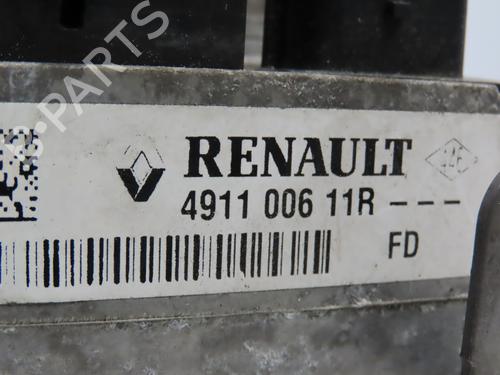 B-PARTS
RENAULT
4911 006 11R ---
FD